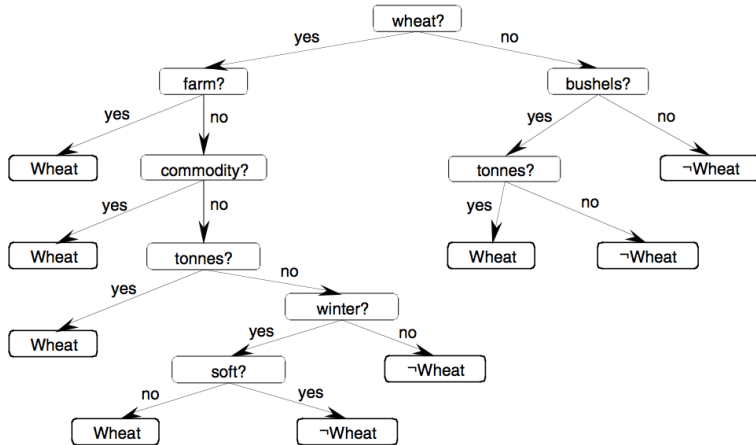 wheat?
yes
no
farm?
bushels?
yes
no
yes
no
Wheat
commodity?
tonnes?
¬Wheat
yes
no
yes
no
Wheat
tonnes?
Wheat
¬Wheat
yes
no
winter?
Wheat
yes
no
soft?
¬Wheat
no
yes
Wheat
¬Wheat